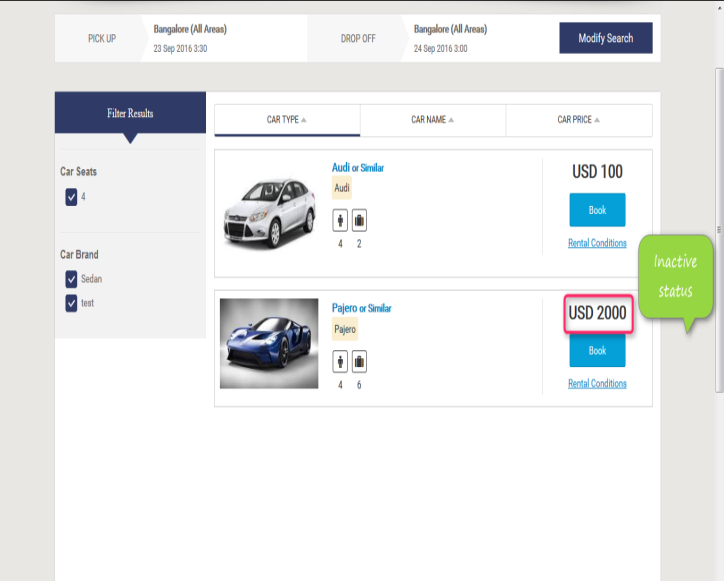 PICK UP
Bangalore (All Areas)
23 Sep 2016 3:30
DROP OFF
Bangalore (All Areas)
24 Sep 2016 3:00
Modify Search
Filter Results
Car Seats
4
Car Brand
Sedan
test
CAR TYPE
CAR NAME
CAR PRICE
Audi or Similar
Audi
4 2
USD 100
Book
Rental Conditions
Pajero or Similar
Pajero
4 6
USD 2000
Book
Rental Conditions
Inactive
status